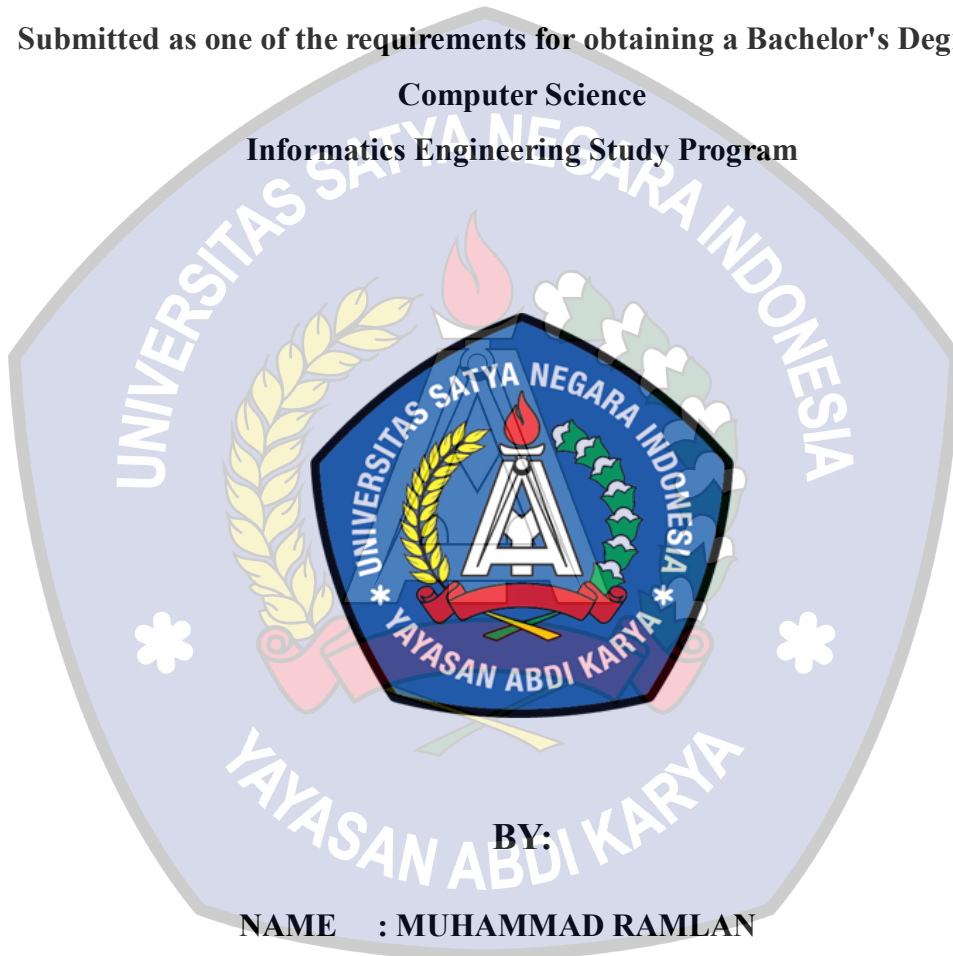 Submitted as one of the requirements for obtaining a Bachelor's Deg
Computer Science
Informatics Engineering Study Program
UNIVERSITAS SATYA NEGARA INDONESIA
UNIVERSITAS SATYA NEGARA INDONESIA
* YAYASAN ABDI KARYA *
* YAYASAN ABDI KARYA *
BY:
NAME : MUHAMMAD RAMLAN